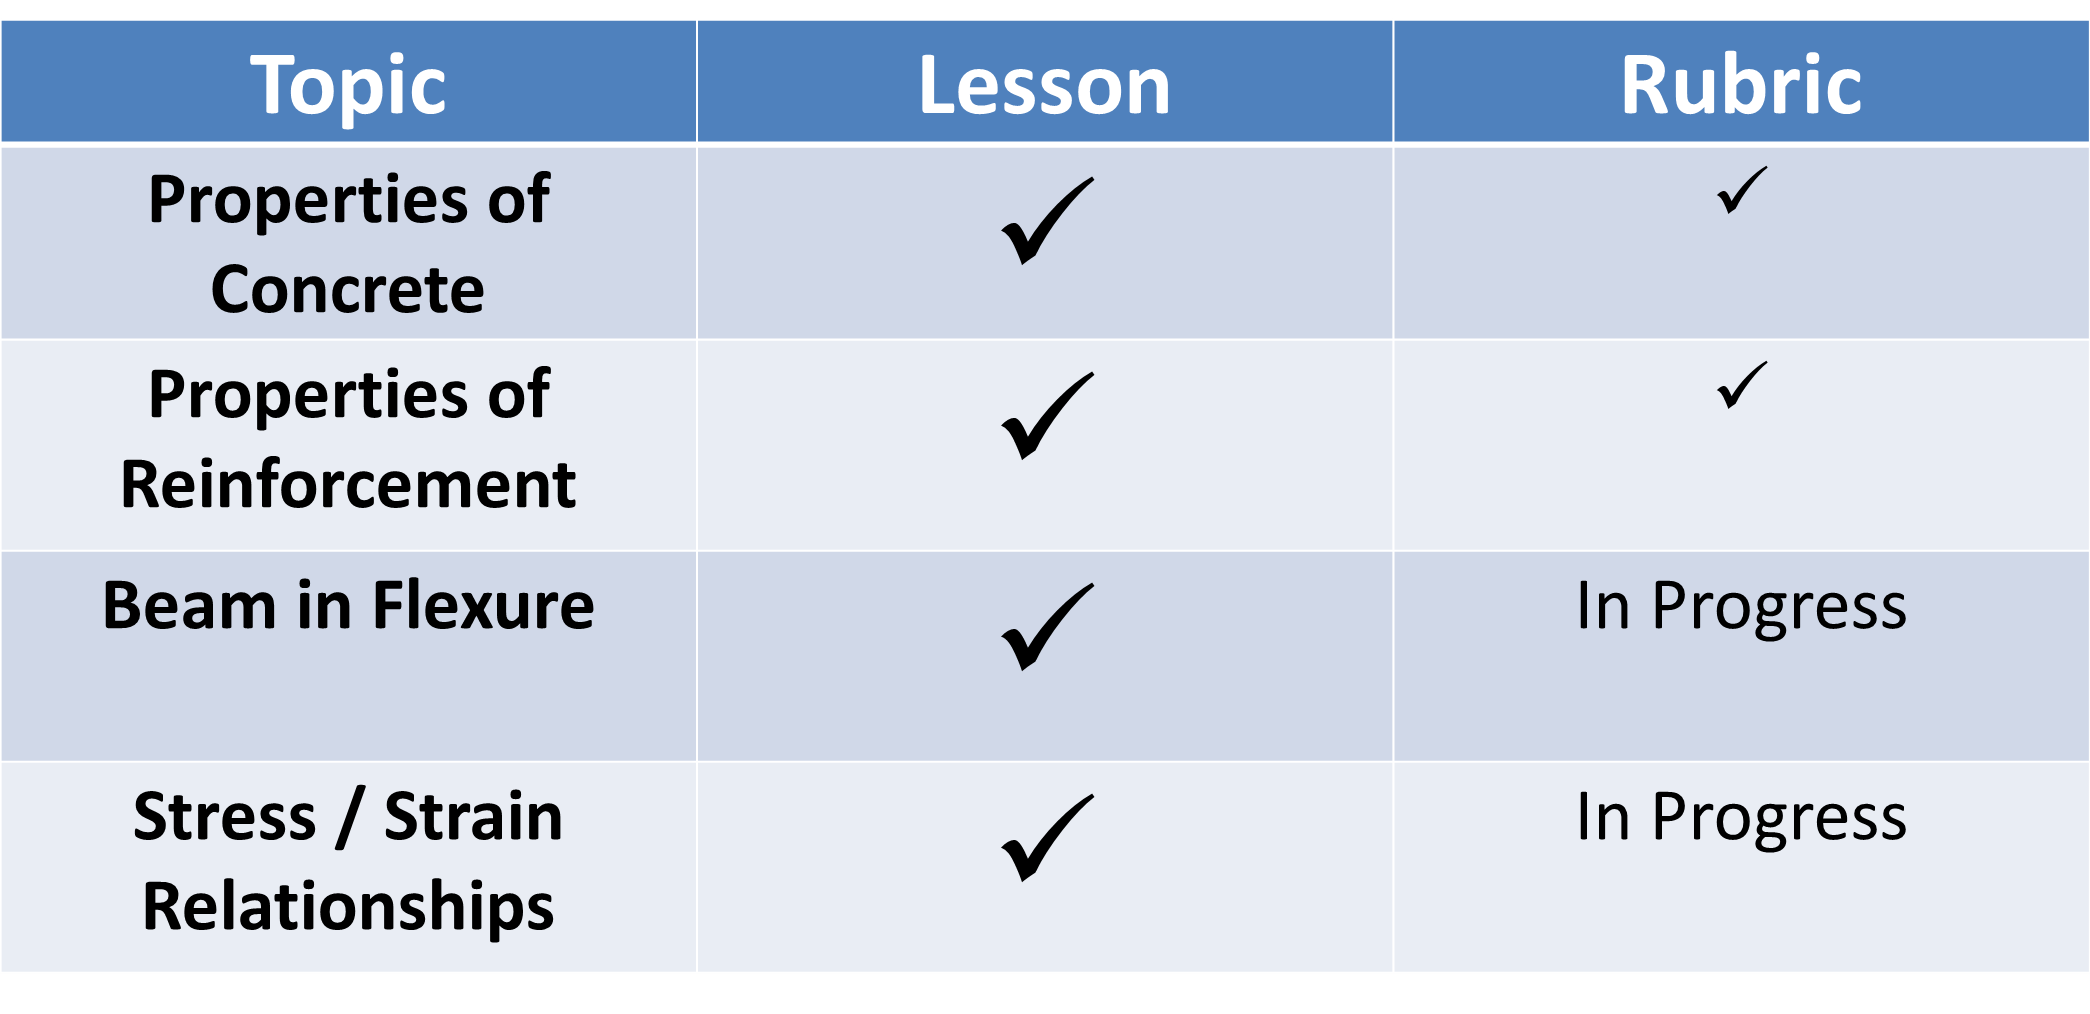 Topic Lesson Rubric
Properties of
Concrete
✓ ✓
Properties of
Reinforcement
✓ ✓
Beam in Flexure ✓ In Progress
Stress / Strain
Relationships
✓ In Progress